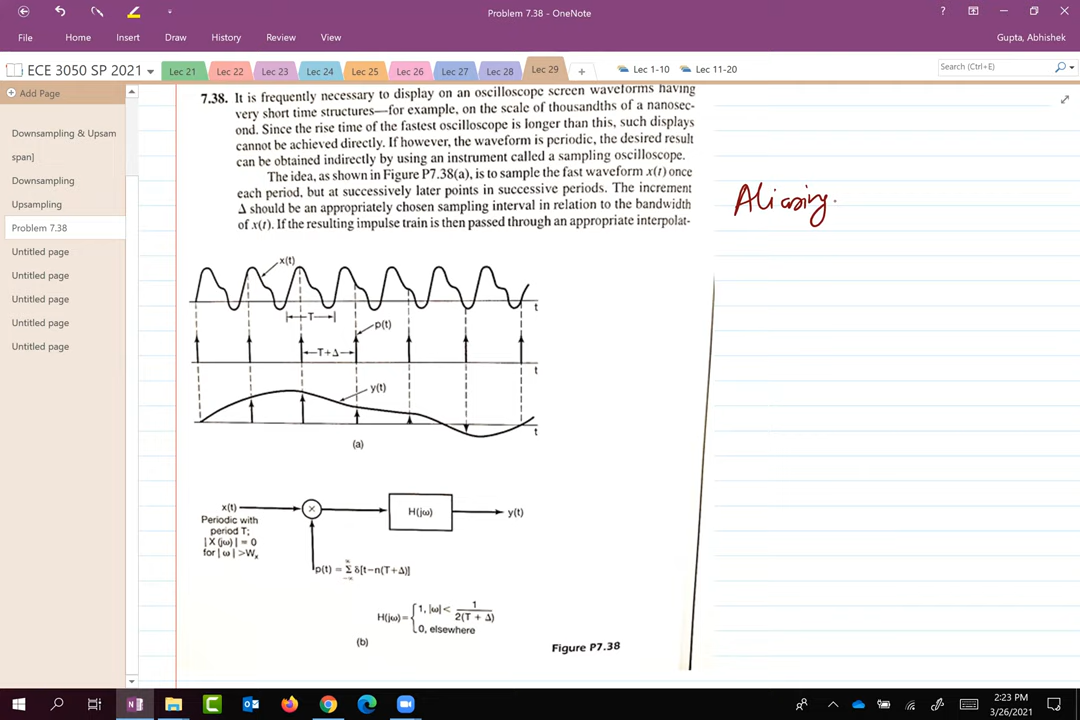 Problem 7.38 - OneNote
?
File Home Insert Draw History Review View
Gupta, Abhishek
ECE 3050 SP 2021
Lec 21 Lec 22 Lec 23 Lec 24 Lec 25 Lec 26 Lec 27 Lec 28 Lec 29 + Lec 1-10 Lec 11-20
Search (Ctrl+E)
Add Page
Downsampling & Upsam
span]
Downsampling
Upsampling
Problem 7.38
Untitled page
Untitled page
Untitled page
Untitled page
Untitled page
7.38. It is frequently necessary to display on an oscilloscope screen waveforms having
very short time structures—for example, on the scale of thousandths of a nanosec-
ond. Since the rise time of the fastest oscilloscope is longer than this, such displays
cannot be achieved directly. If however, the waveform is periodic, the desired result
can be obtained indirectly by using an instrument called a sampling oscilloscope.
The idea, as shown in Figure P7.38(a), is to sample the fast waveform x(t) once
each period, but at successively later points in successive periods. The increment
Δ should be an appropriately chosen sampling interval in relation to the bandwidth
of x(t). If the resulting impulse train is then passed through an appropriate interpolat-
Aliasing.
x(t)
t
T
p(t)
T+Δ
t
y(t)
t
(a)
x(t)
Periodic with
period T;
|X (jω)| = 0
for |ω| >Wx
×
H(jω)
y(t)
p(t) = Σ δ[t−n(T+Δ)]
∞
−∞
H(jω)= { 1, |ω| < 1 / 2(T + Δ)
0, elsewhere
(b)
Figure P7.38
2:23 PM
3/26/2021